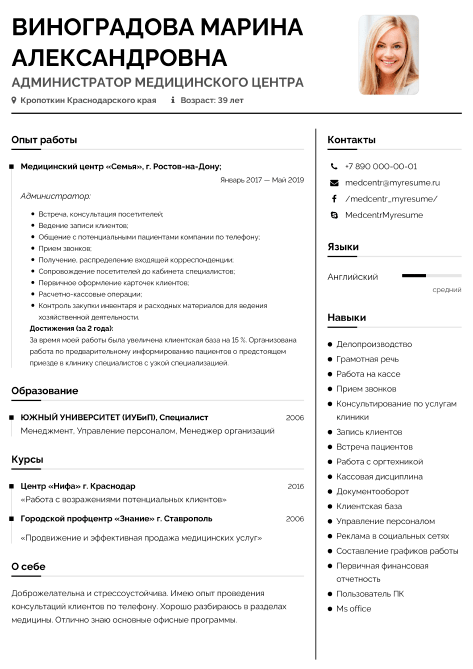 ВИНОГРАДОВА МАРИНА
АЛЕКСАНДРОВНА
АДМИНИСТРАТОР МЕДИЦИНСКОГО ЦЕНТРА
Кропоткин Краснодарского края
Возраст: 39 лет
Опыт работы
Медицинский центр «Семья», г. Ростов-на-Дону;
Январь 2017 — Май 2019
Администратор:
Встреча, консультация посетителей;
Ведение записи клиентов;
Общение с потенциальными пациентами компании по телефону;
Прием звонков;
Получение, распределение входящей корреспонденции;
Сопровождение посетителей до кабинета специалистов;
Первичное оформление карточек клиентов;
Расчетно-кассовые операции;
Контроль закупки инвентаря и расходных материалов для ведения
хозяйственной деятельности.
Достижения (за 2 года):
За время моей работы была увеличена клиентская база на 15 %. Организована
работа по предварительному информированию пациентов о предстоящем
приезде в клинику специалистов с узкой специализацией.
Образование
ЮЖНЫЙ УНИВЕРСИТЕТ (ИУБиП), Специалист 2006
Менеджмент, Управление персоналом, Менеджер организаций
Курсы
Центр «Нифа» г. Краснодар 2016
«Работа с возражениями потенциальных клиентов»
Городской профцентр «Знание» г. Ставрополь 2006
«Продвижение и эффективная продажа медицинских услуг»
О себе
Доброжелательна и стрессоустойчива. Имею опыт проведения
консультаций клиентов по телефону. Хорошо разбираюсь в разделах
медицины. Отлично знаю основные офисные программы.
Контакты
+7 890 000-00-01
medcentr@myresume.ru
/medcentr_myresume/
MedcentrMyresume
Языки
Английский
средний
Навыки
Делопроизводство
Грамотная речь
Работа на кассе
Прием звонков
Консультирование по услугам
клиники
Запись клиентов
Встреча пациентов
Работа с оргтехникой
Кассовая дисциплина
Документооборот
Клиентская база
Управление персоналом
Реклама в социальных сетях
Составление графиков работы
Первичная финансовая
отчетность
Пользователь ПК
Ms office